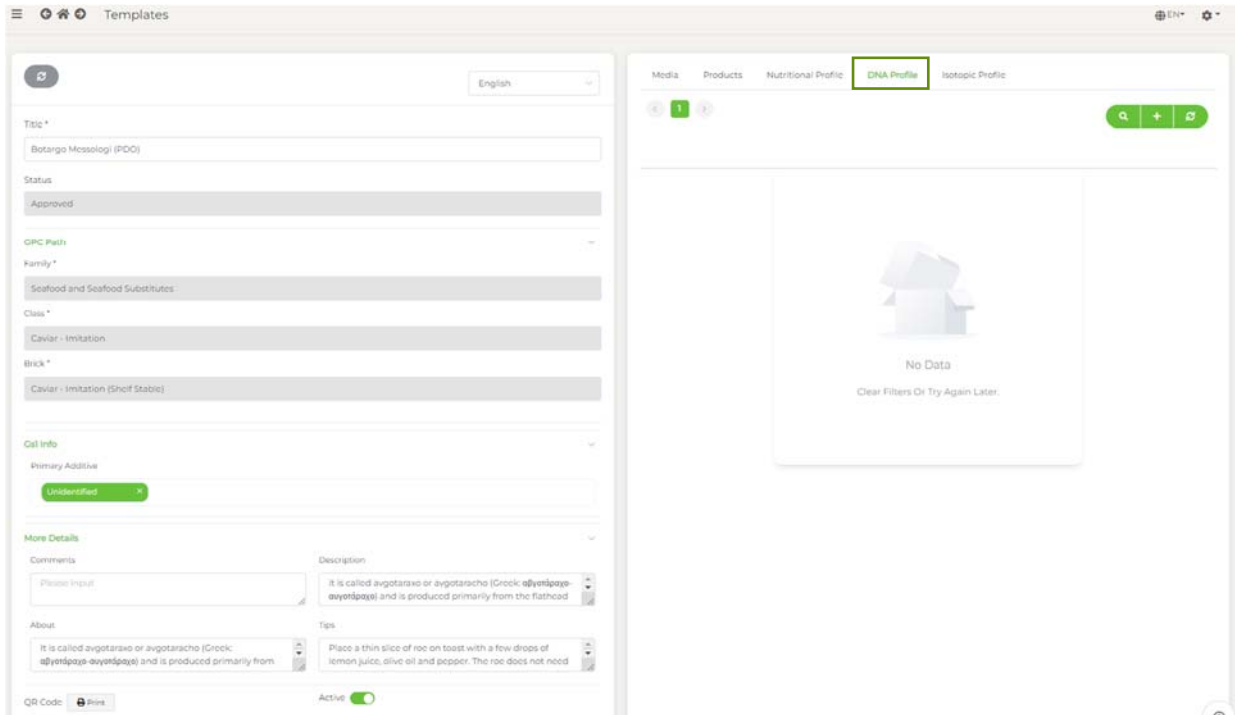 Templates
EN
English
Title *
Botargo Messologi (PDO)
Status
Approved
GPC Path
Family *
Seafood and Seafood Substitutes
Class *
Caviar - Imitation
Brick *
Caviar - Imitation (Shelf Stable)
Gsl Info
Primary Additive
Unidentified ×
More Details
Comments
Please input
Description
It is called avgotaraxo or avgotaracho (Greek: αβγοτάραχο-
αυγοτάραχο) and is produced primarily from the flathead
About
It is called avgotaraxo or avgotaracho (Greek:
αβγοτάραχο-αυγοτάραχο) and is produced primarily from
Tips
Place a thin slice of roe on toast with a few drops of
lemon juice, olive oil and pepper. The roe does not need
QR Code Print
Active
Media Products Nutritional Profile DNA Profile Isotopic Profile
1
No Data
Clear Filters Or Try Again Later.